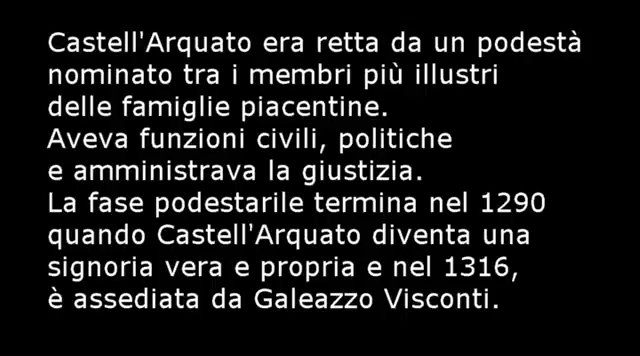 Castell'Arquato era retta da un podestà
nominato tra i membri più illustri
delle famiglie piacentine.
Aveva funzioni civili, politiche
e amministrava la giustizia.
La fase podestarile termina nel 1290
quando Castell'Arquato diventa una
signoria vera e propria e nel 1316,
è assediata da Galeazzo Visconti.